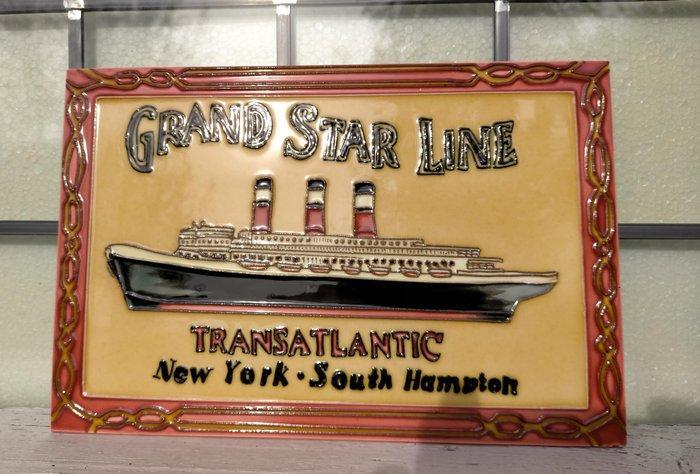 GRAND STAR LINE
TRANSATLANTIC
New York · South Hampton